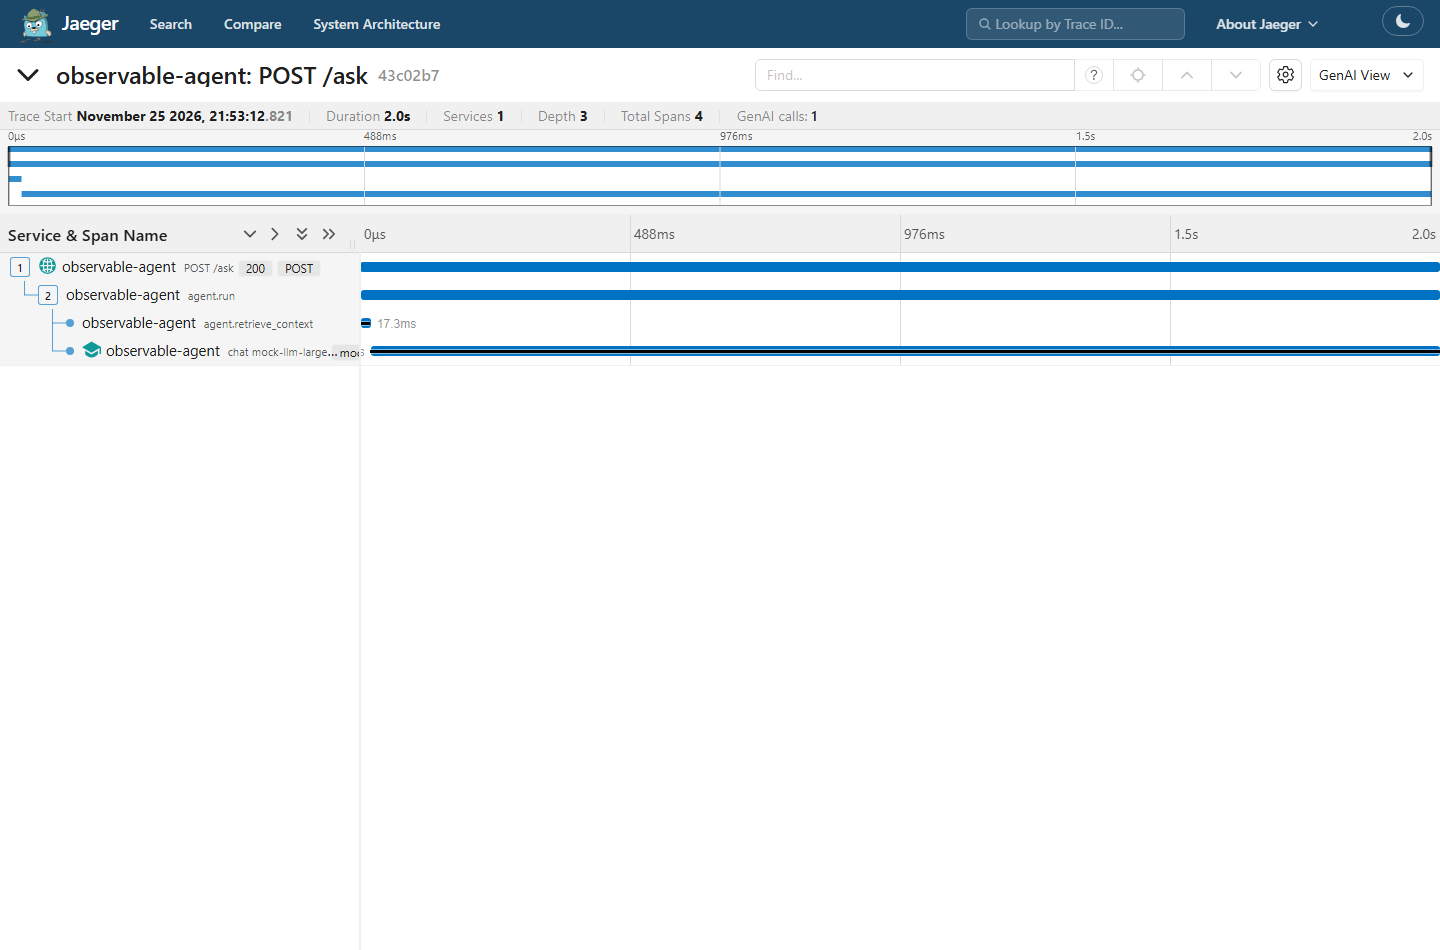 Jaeger Search Compare System Architecture Lookup by Trace ID... About Jaeger
observable-agent: POST /ask 43c02b7 Find... ? GenAI View
Trace Start November 25 2026, 21:53:12.821 Duration 2.0s Services 1 Depth 3 Total Spans 4 GenAI calls: 1
0μs 488ms 976ms 1.5s 2.0s
Service & Span Name 0μs 488ms 976ms 1.5s 2.0s
1 observable-agent POST /ask 200 POST
2 observable-agent agent.run
observable-agent agent.retrieve_context 17.3ms
observable-agent chat mock-llm-large...